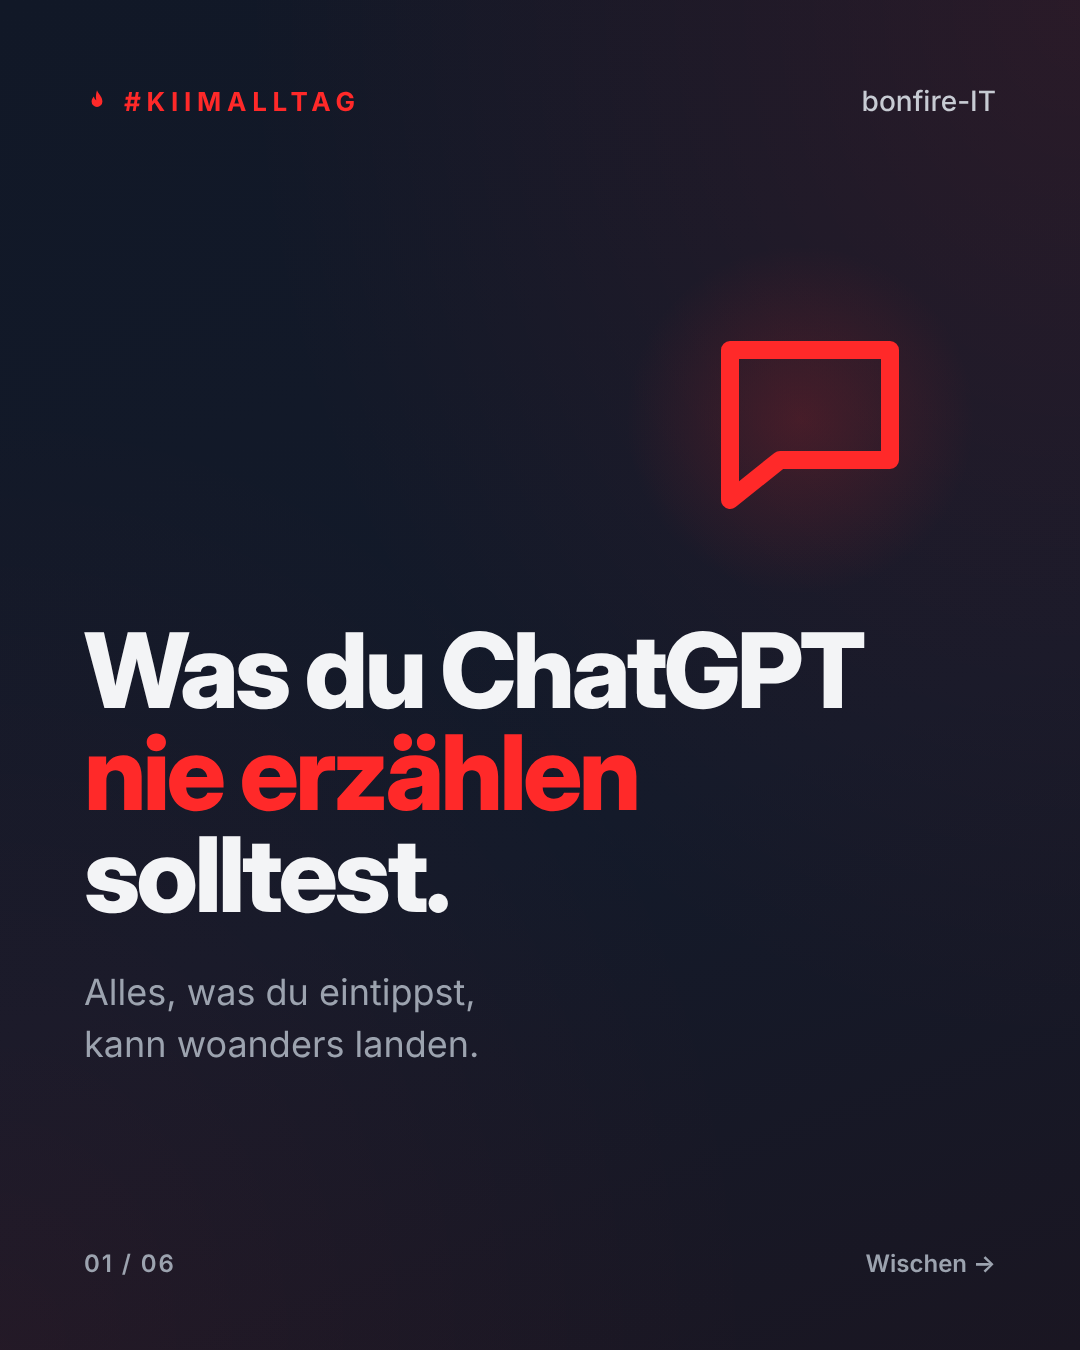 #KIIMALLTAG
bonfire-IT
Was du ChatGPT
nie erzählen
solltest.
Alles, was du eintippst,
kann woanders landen.
01 / 06
Wischen →